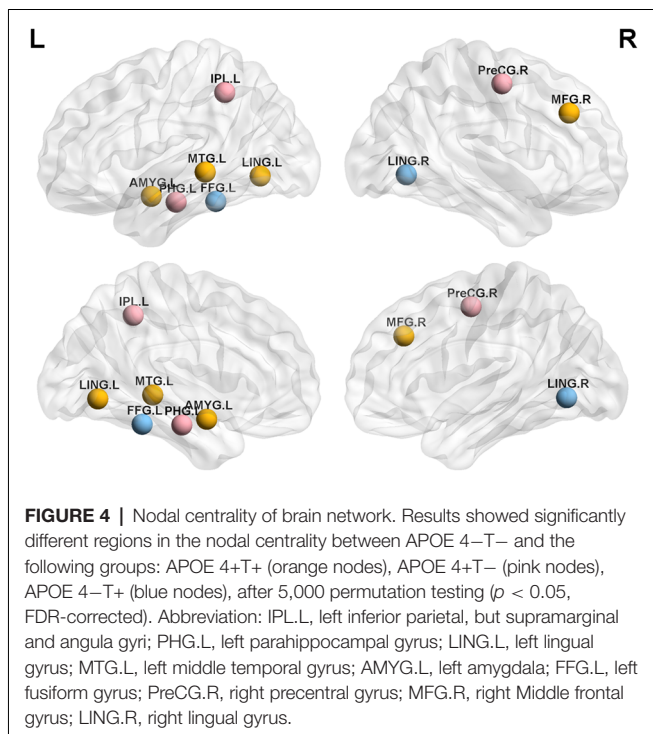 L
R
IPL.L
MTG.L
LING.L
AMYG.L
PHG.L
FFG.L
PreCG.R
MFG.R
LING.R
IPL.L
LING.L
MTG.L
FFG.L
PHG.L
AMYG.L
PreCG.R
MFG.R
LING.R
FIGURE 4 | Nodal centrality of brain network. Results showed significantly
different regions in the nodal centrality between APOE 4−T− and the
following groups: APOE 4+T+ (orange nodes), APOE 4+T− (pink nodes),
APOE 4−T+ (blue nodes), after 5,000 permutation testing (p < 0.05,
FDR-corrected). Abbreviation: IPL.L, left inferior parietal, but supramarginal
and angula gyri; PHG.L, left parahippocampal gyrus; LING.L, left lingual
gyrus; MTG.L, left middle temporal gyrus; AMYG.L, left amygdala; FFG.L, left
fusiform gyrus; PreCG.R, right precentral gyrus; MFG.R, right Middle frontal
gyrus; LING.R, right lingual gyrus.